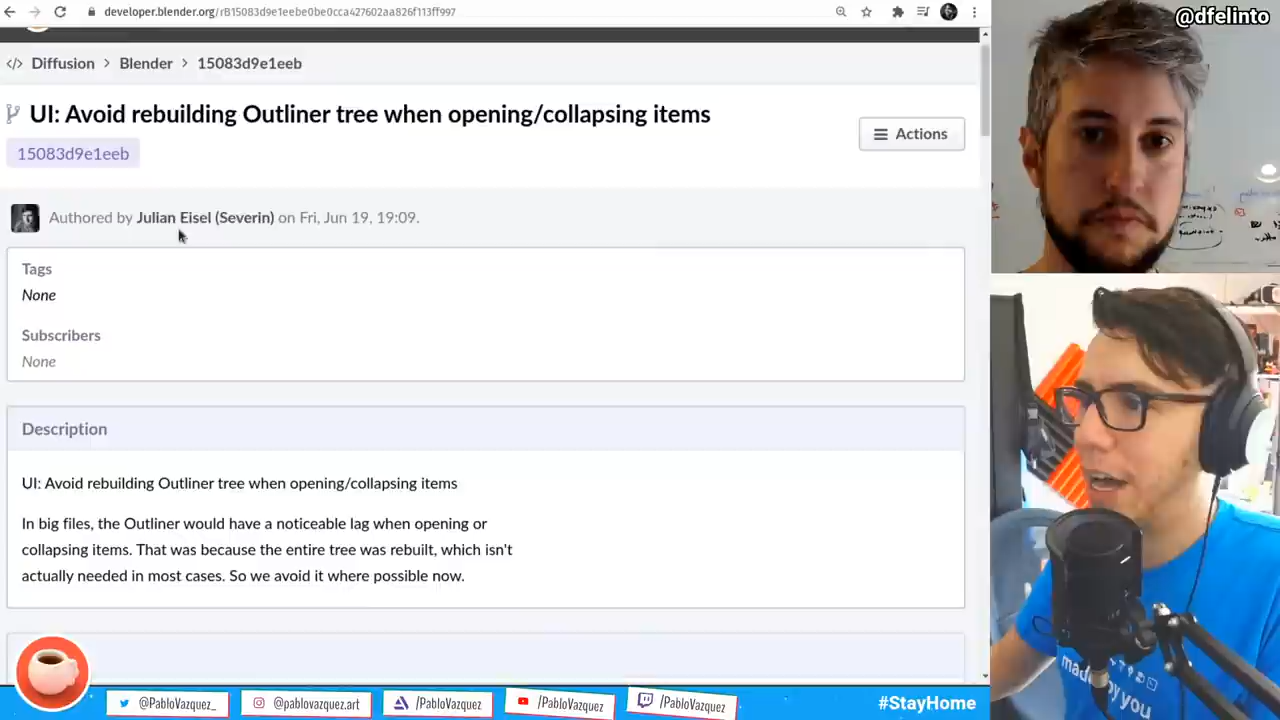 developer.blender.org/rB15083d9e1eebe0be0cca427602aa826f113ff997
@dfelinto
</> Diffusion > Blender > 15083d9e1eeb
UI: Avoid rebuilding Outliner tree when opening/collapsing items
Actions
15083d9e1eeb
Authored by Julian Eisel (Severin) on Fri, Jun 19, 19:09.
Tags
None
Subscribers
None
Description
UI: Avoid rebuilding Outliner tree when opening/collapsing items
In big files, the Outliner would have a noticeable lag when opening or
collapsing items. That was because the entire tree was rebuilt, which isn't
actually needed in most cases. So we avoid it where possible now.
made by you
@PabloVazquez_
@pablovazquez.art
/PabloVazquez
/PabloVazquez
/PabloVazquez
#StayHome